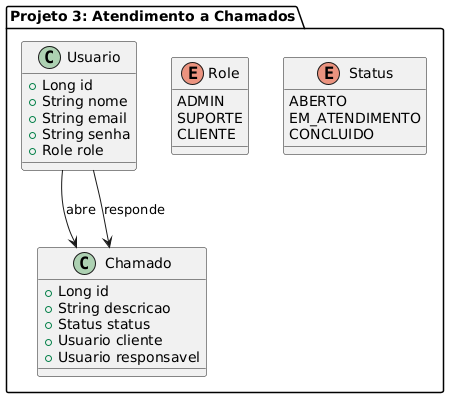 Projeto 3: Atendimento a Chamados
C Usuario
Long id
String nome
String email
String senha
Role role
E Role
ADMIN
SUPORTE
CLIENTE
E Status
ABERTO
EM_ATENDIMENTO
CONCLUIDO
abre
responde
C Chamado
Long id
String descricao
Status status
Usuario cliente
Usuario responsavel